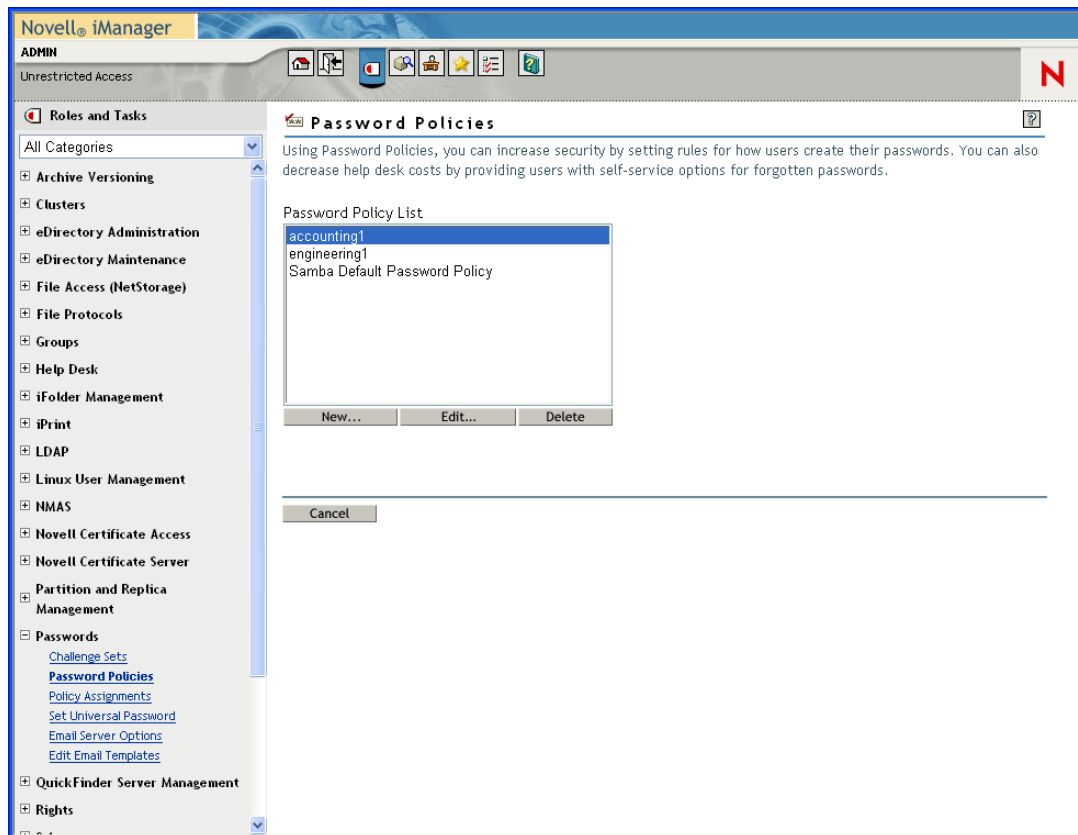 Novell® iManager
ADMIN
Unrestricted Access
N
Roles and Tasks
All Categories
Archive Versioning
Clusters
eDirectory Administration
eDirectory Maintenance
File Access (NetStorage)
File Protocols
Groups
Help Desk
iFolder Management
iPrint
LDAP
Linux User Management
NMAS
Novell Certificate Access
Novell Certificate Server
Partition and Replica
Management
Passwords
Challenge Sets
Password Policies
Policy Assignments
Set Universal Password
Email Server Options
Edit Email Templates
QuickFinder Server Management
Rights
Password Policies
?
Using Password Policies, you can increase security by setting rules for how users create their passwords. You can also
decrease help desk costs by providing users with self-service options for forgotten passwords.
Password Policy List
accounting1
engineering1
Samba Default Password Policy
New... Edit... Delete
Cancel